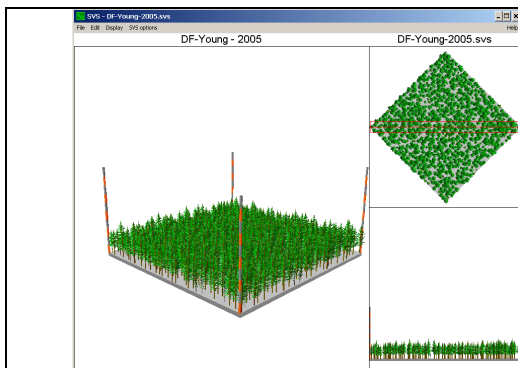 SVS - DF-Young-2005.svs
File Edit Display SVS options Help
DF-Young - 2005 DF-Young-2005.svs